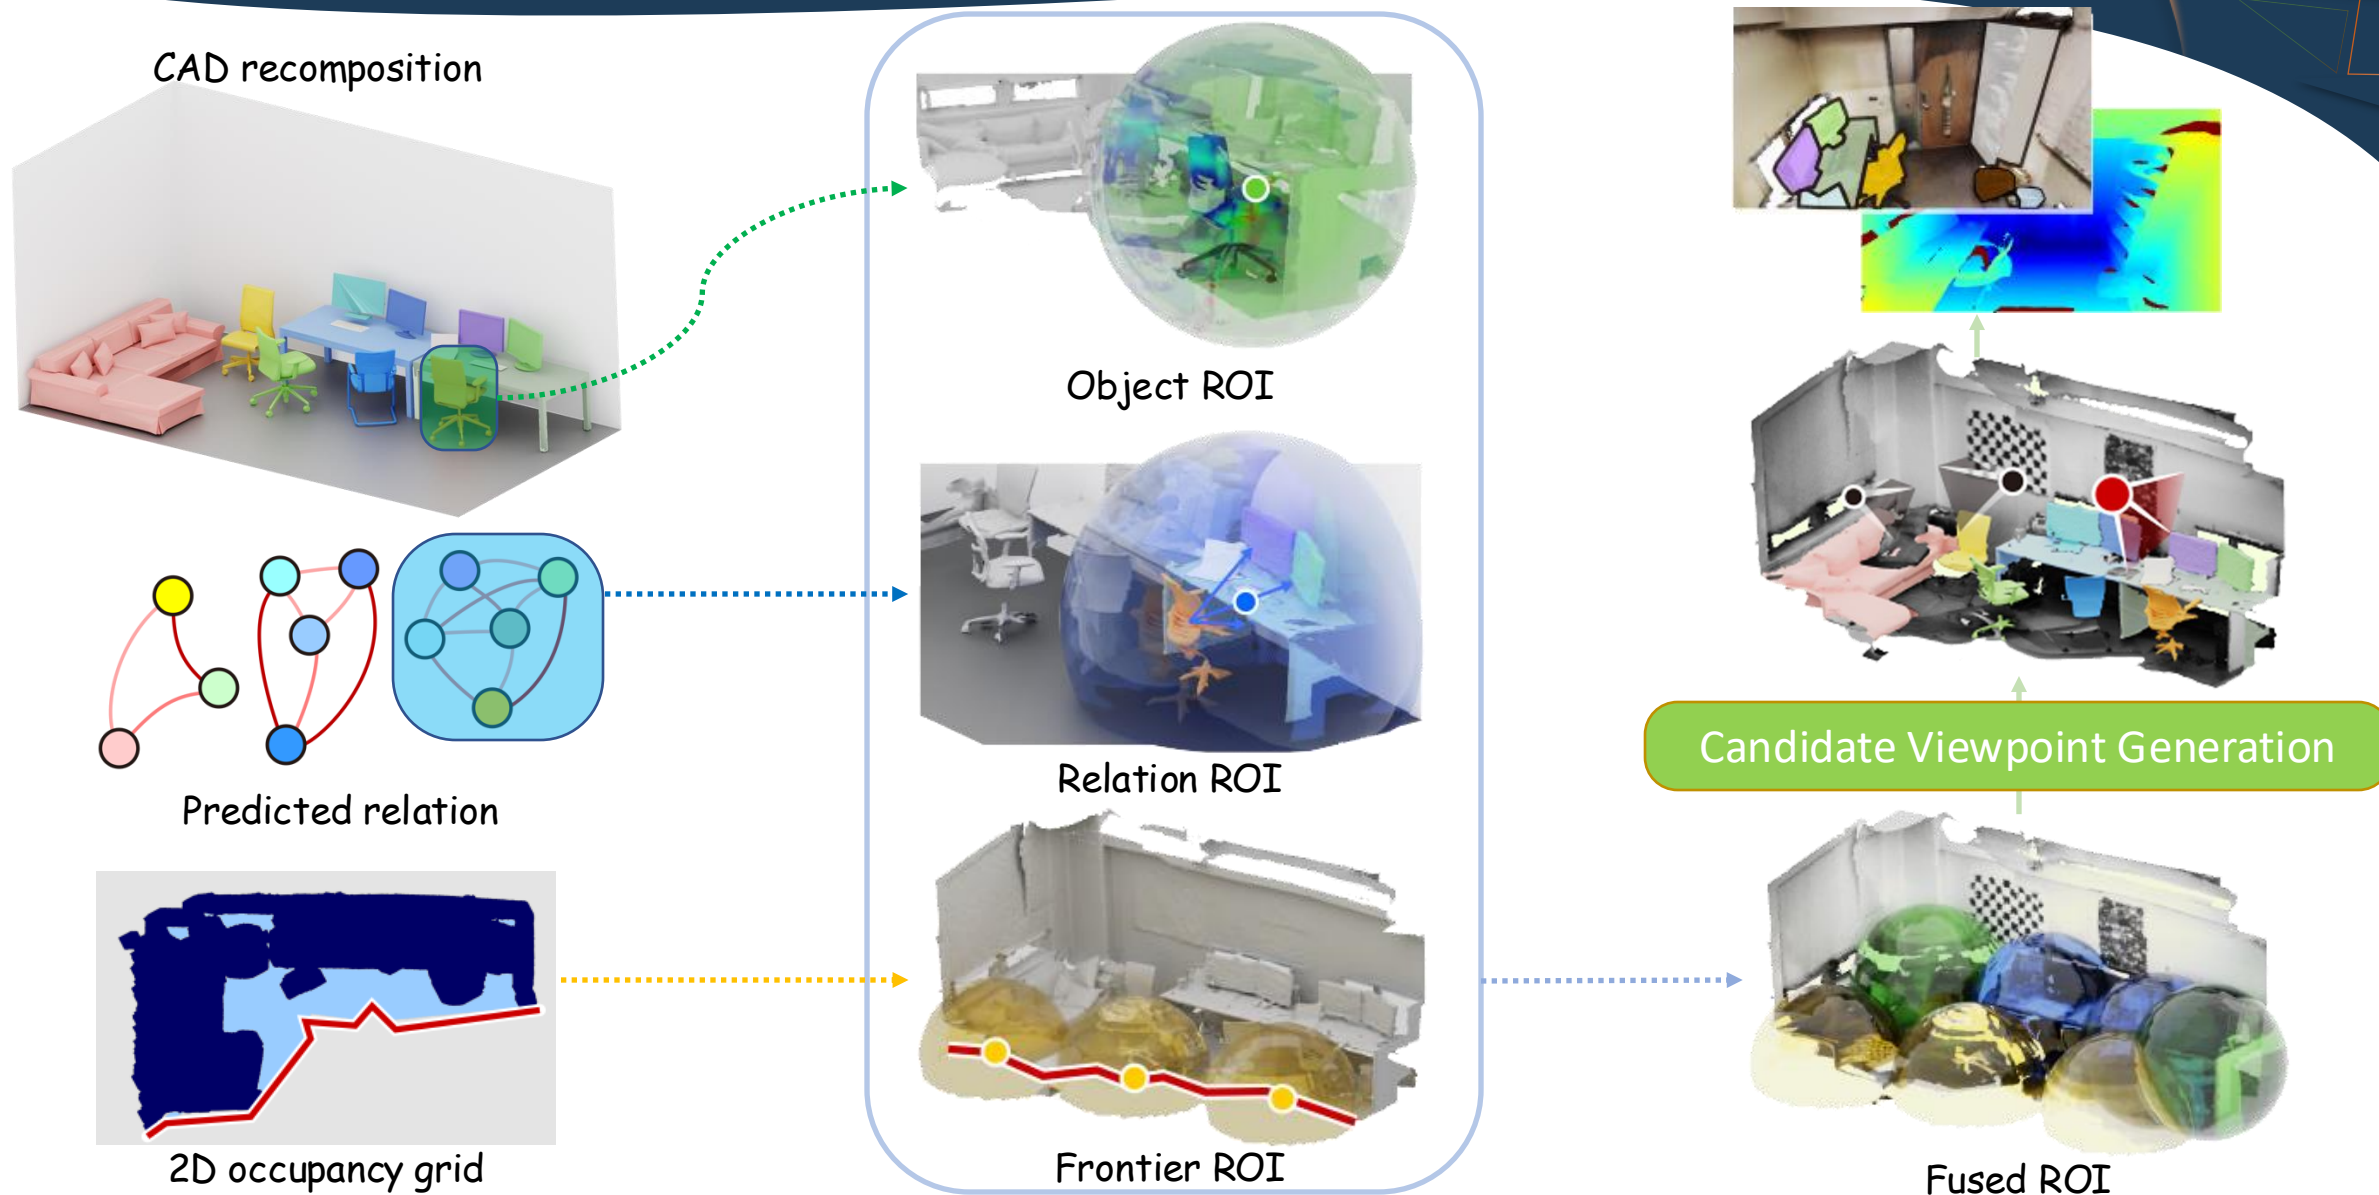 CAD recomposition
Object ROI
Predicted relation
Relation ROI
Candidate Viewpoint Generation
2D occupancy grid
Frontier ROI
Fused ROI